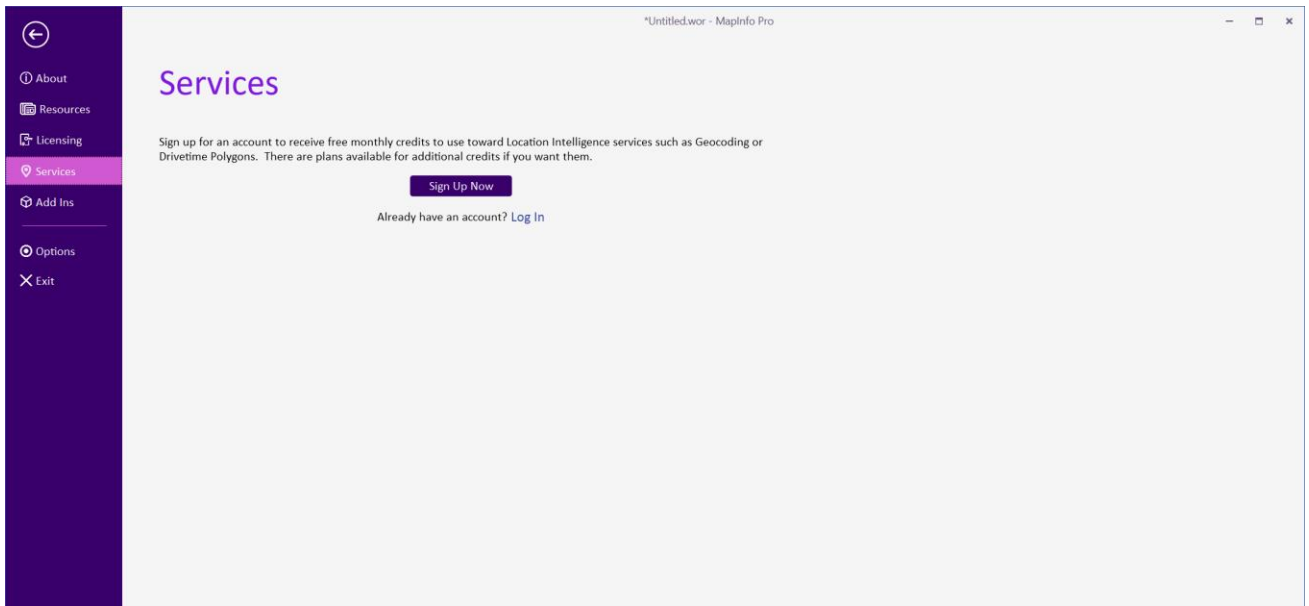 *Untitled.wor - MapInfo Pro
About
Resources
Licensing
Services
Add Ins
Options
Exit
Services
Sign up for an account to receive free monthly credits to use toward Location Intelligence services such as Geocoding or
Drivetime Polygons.  There are plans available for additional credits if you want them.
Sign Up Now
Already have an account? Log In